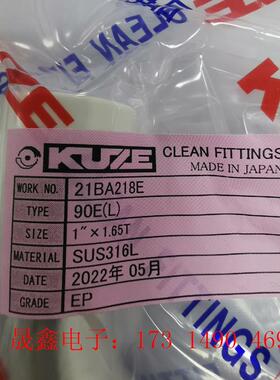 CLEAN
KUZE CLEAN FITTINGS
MADE IN JAPAN
WORK NO. 21BA218E
TYPE 90E(L)
SIZE 1″×1.65T
MATERIAL SUS316L
DATE 2022年 05月
GRADE EP
FITTINGS
晟鑫电子：173 1490 469